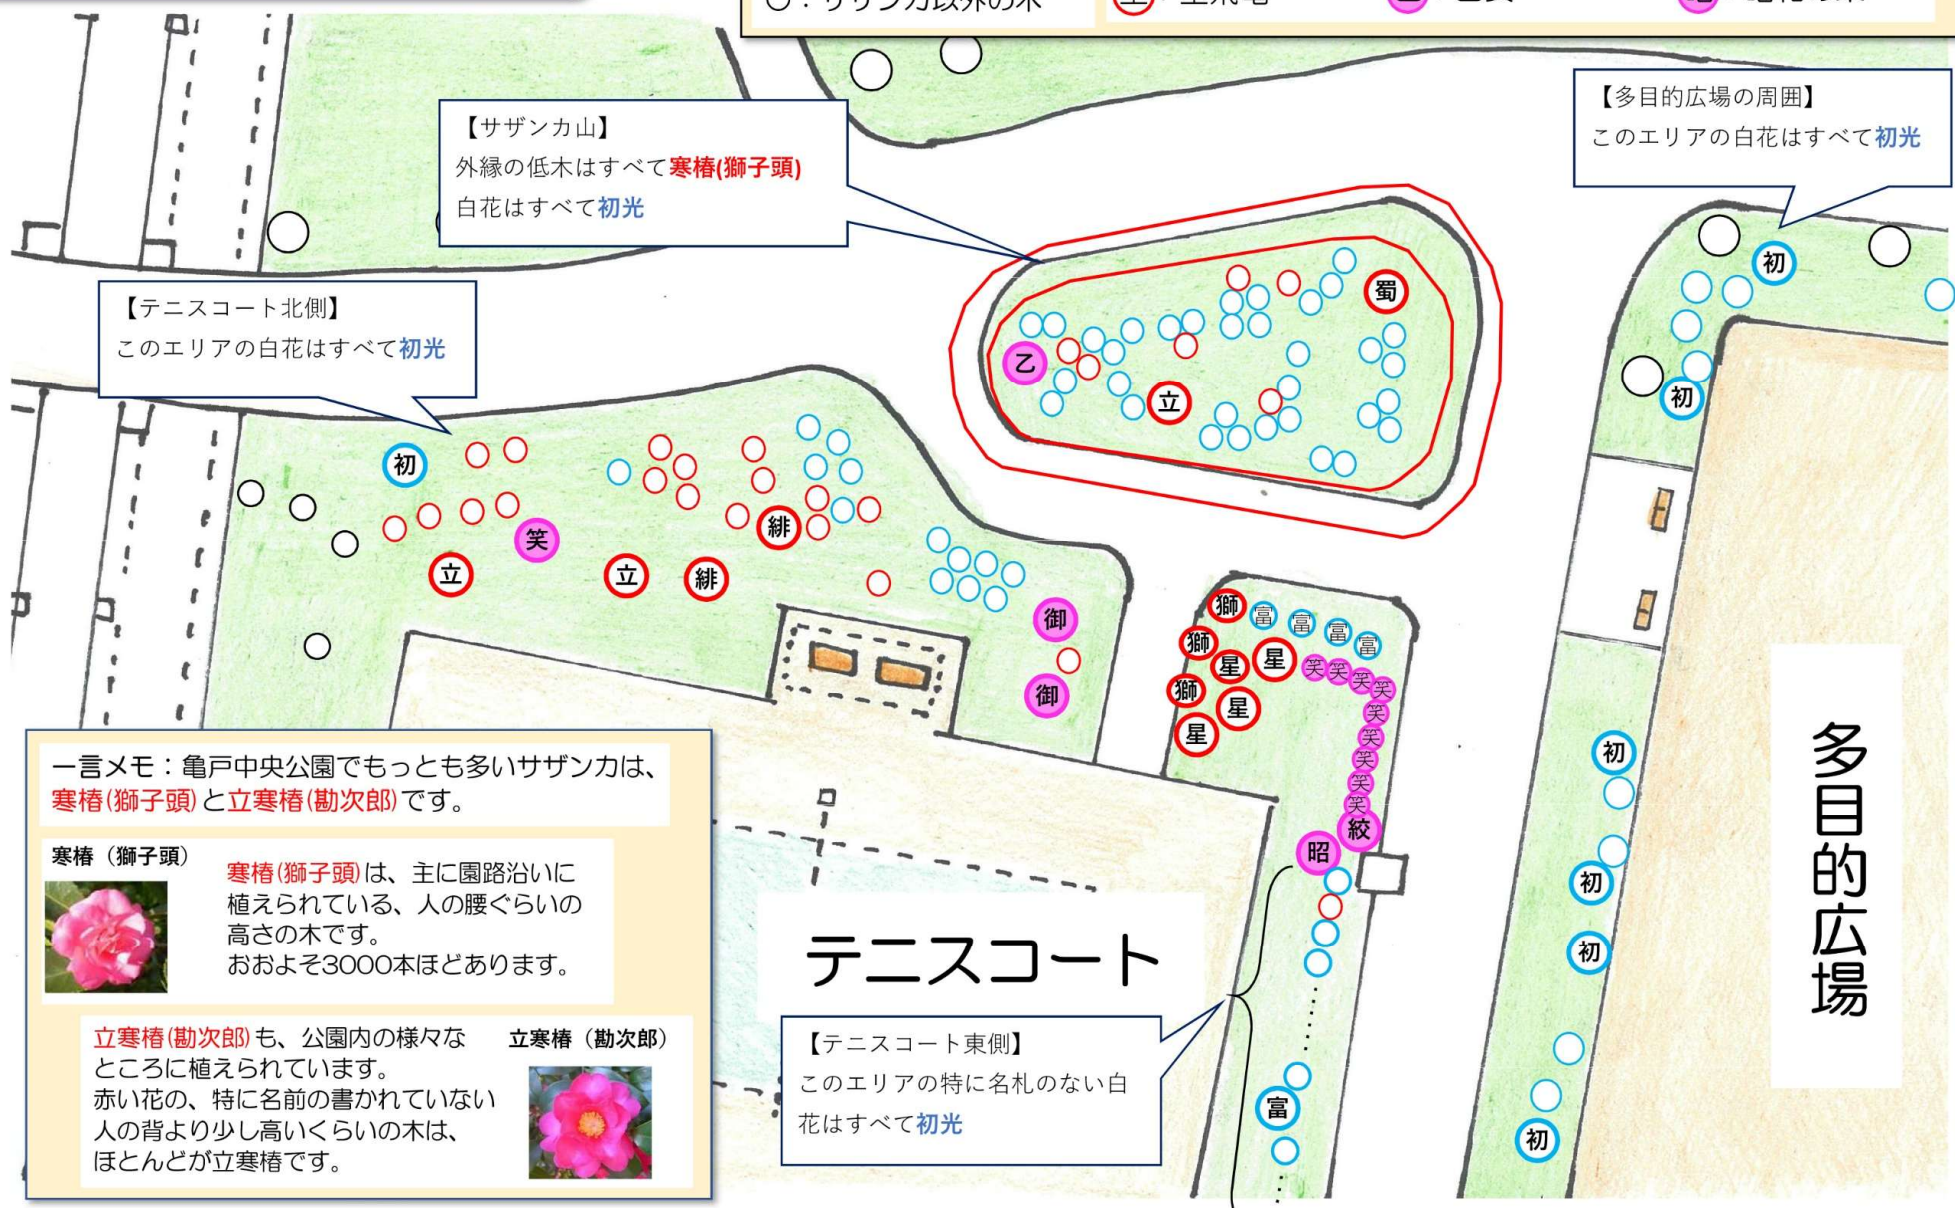 ○：サザンカ以外の木
【サザンカ山】
外縁の低木はすべて寒椿(獅子頭)
白花はすべて初光
【多目的広場の周囲】
このエリアの白花はすべて初光
【テニスコート北側】
このエリアの白花はすべて初光
初
蜀
乙
立
初
初
笑
緋
立
立
緋
御
御
獅
富
富
富
富
獅
星
星
笑
笑
笑
笑
獅
星
笑
星
笑
笑
笑
笑
絞
昭
初
初
初
富
初
多目的広場
テニスコート
【テニスコート東側】
このエリアの特に名札のない白
花はすべて初光
一言メモ：亀戸中央公園でもっとも多いサザンカは、
寒椿(獅子頭)と立寒椿(勘次郎)です。
寒椿（獅子頭）
寒椿(獅子頭)は、主に園路沿いに
植えられている、人の腰ぐらいの
高さの木です。
おおよそ3000本ほどあります。
立寒椿(勘次郎)も、公園内の様々な
ところに植えられています。
赤い花の、特に名前の書かれていない
人の背より少し高いくらいの木は、
ほとんどが立寒椿です。
立寒椿（勘次郎）